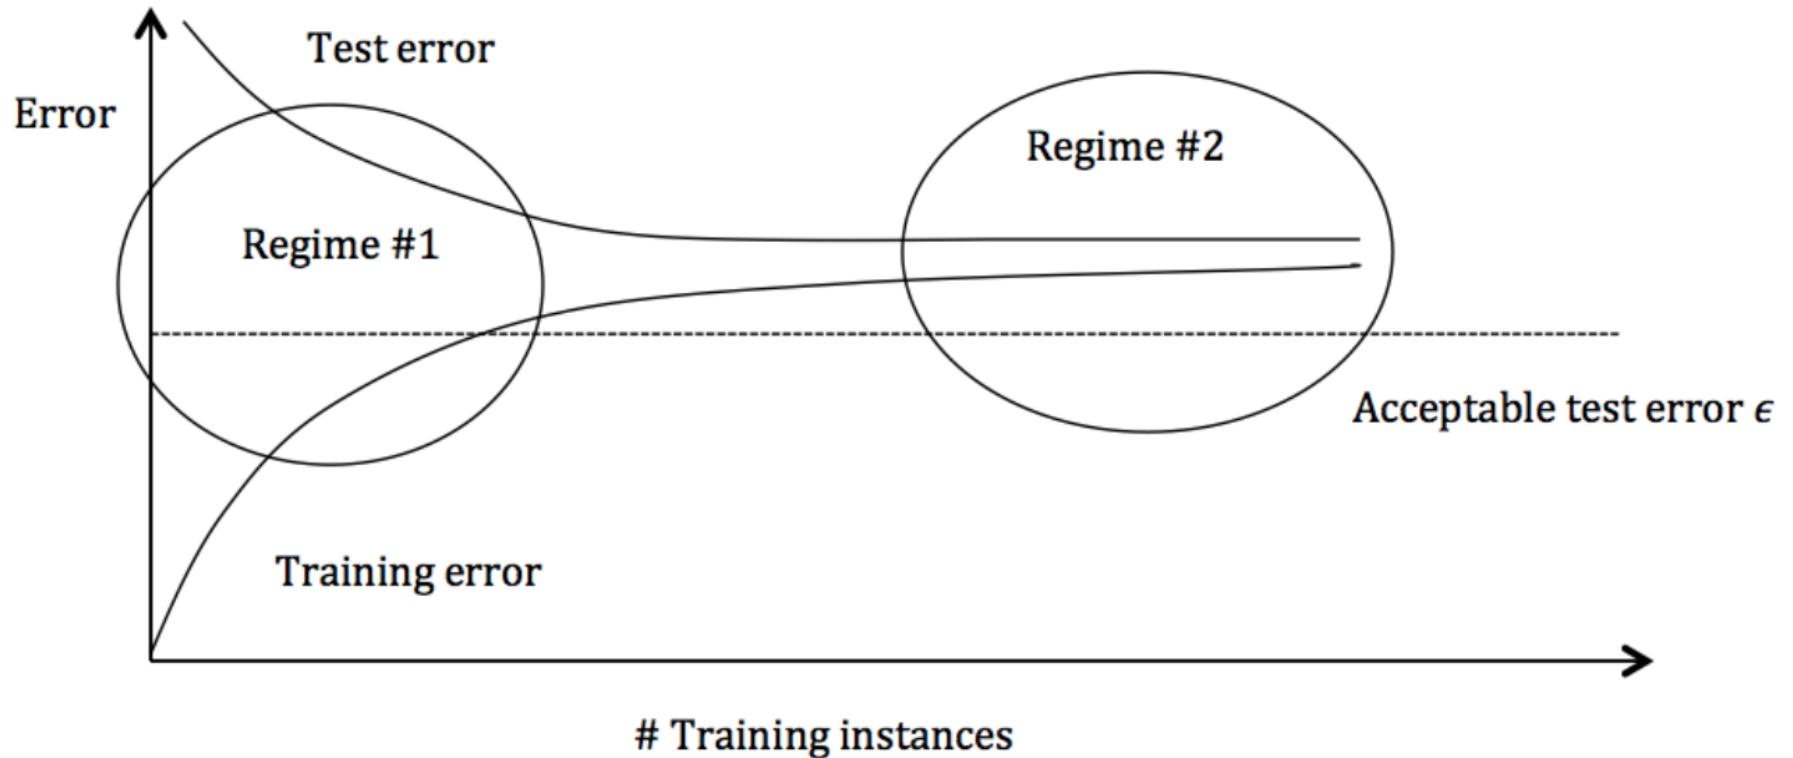 Test error
Error
Regime #2
Regime #1
Acceptable test error ϵ
Training error
# Training instances